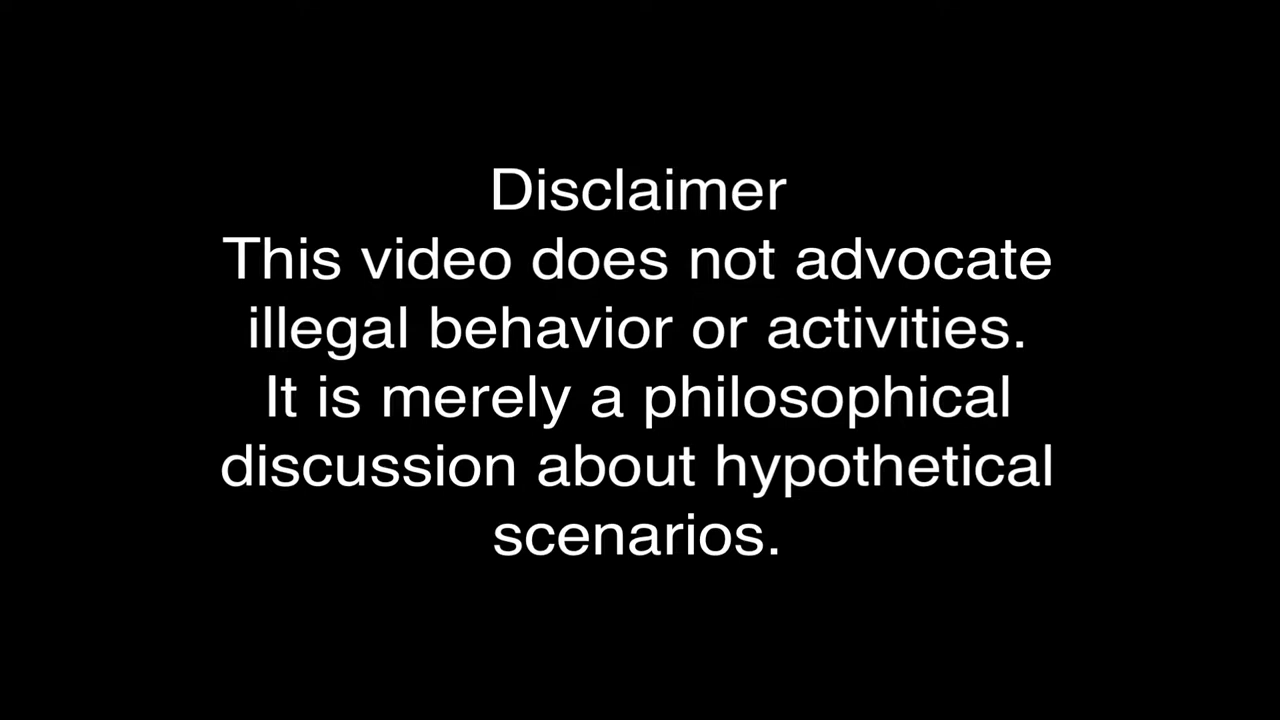 Disclaimer
This video does not advocate
illegal behavior or activities.
It is merely a philosophical
discussion about hypothetical
scenarios.